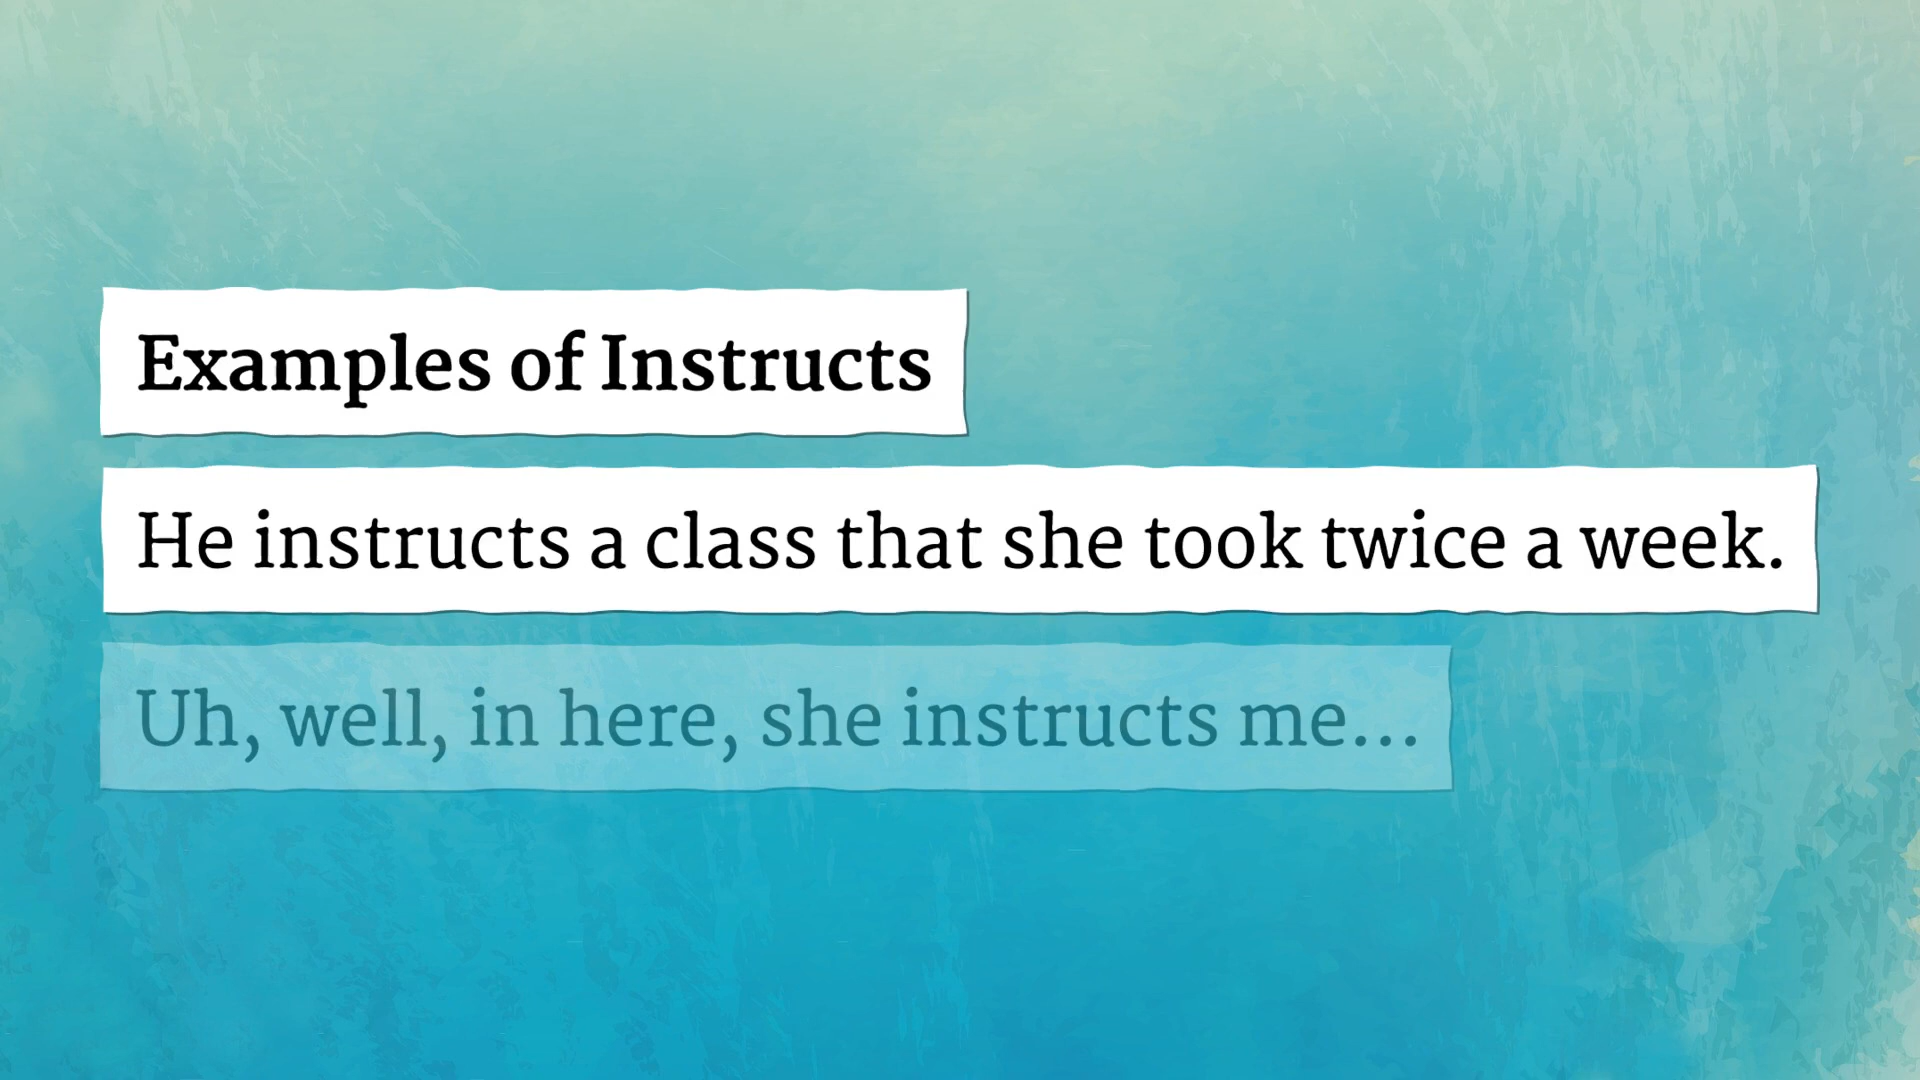 Examples of Instructs
He instructs a class that she took twice a week.
Uh, well, in here, she instructs me...